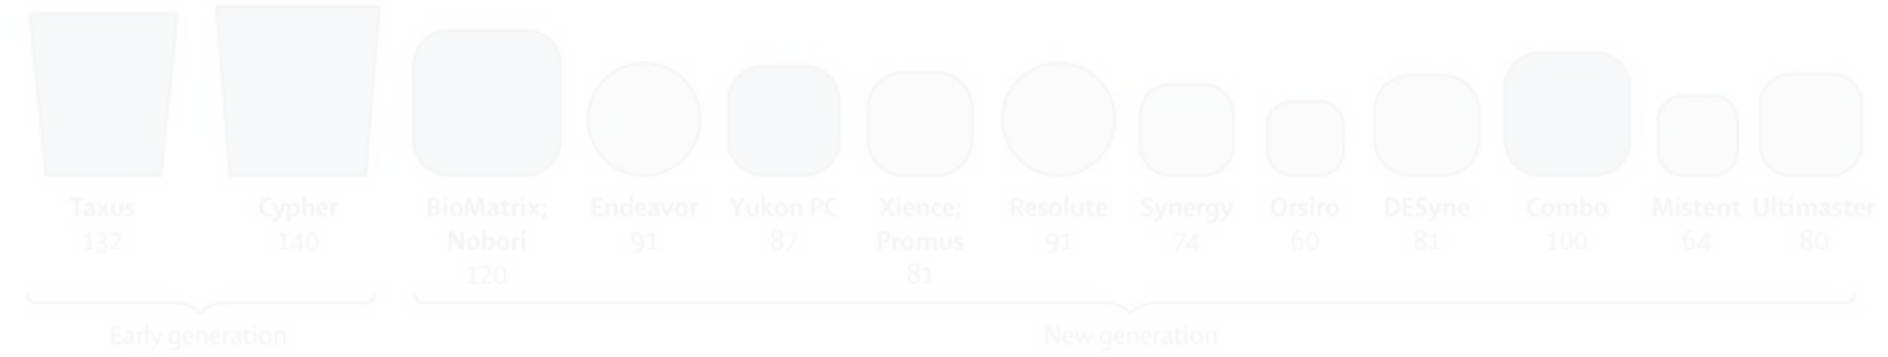 Taxus Cypher BioMatrix; Endeavor Yukon PC Xience; Resolute Synergy Orsiro DESyne Combo Mistent Ultimaster
132 140 Nobori 91 87 Promus 91 74 60 81 100 64 80
120 81
Early generation New generation